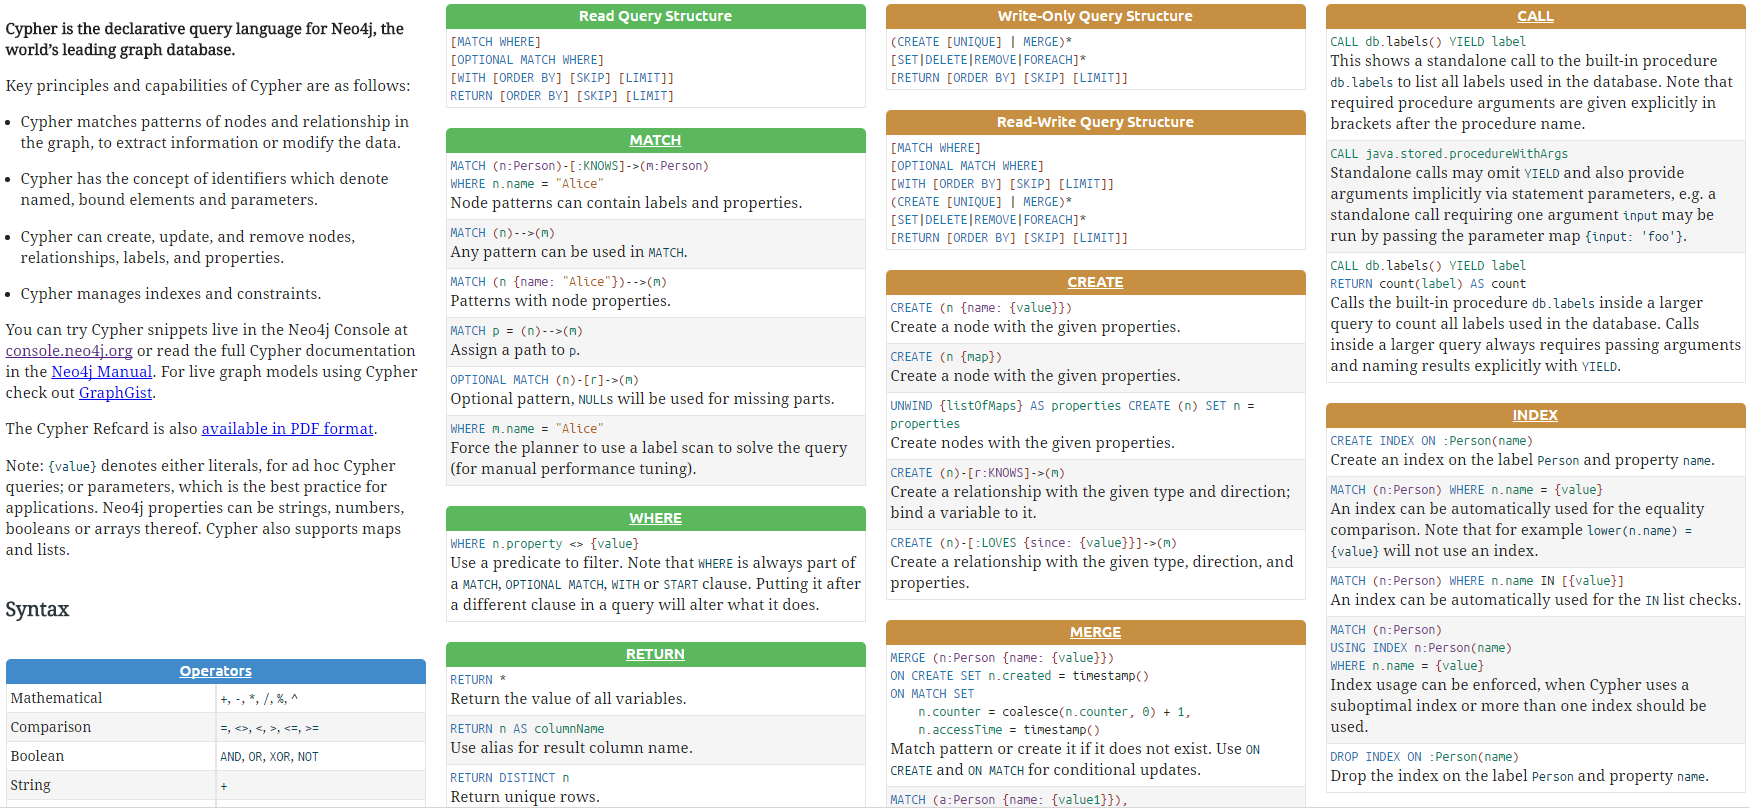 Cypher is the declarative query language for Neo4j, the
world’s leading graph database.
Key principles and capabilities of Cypher are as follows:
• Cypher matches patterns of nodes and relationship in
the graph, to extract information or modify the data.
• Cypher has the concept of identifiers which denote
named, bound elements and parameters.
• Cypher can create, update, and remove nodes,
relationships, labels, and properties.
• Cypher manages indexes and constraints.
You can try Cypher snippets live in the Neo4j Console at
console.neo4j.org or read the full Cypher documentation
in the Neo4j Manual. For live graph models using Cypher
check out GraphGist.
The Cypher Refcard is also available in PDF format.
Note: {value} denotes either literals, for ad hoc Cypher
queries; or parameters, which is the best practice for
applications. Neo4j properties can be strings, numbers,
booleans or arrays thereof. Cypher also supports maps
and lists.
Syntax
Operators
Mathematical +, -, *, /, %, ^
Comparison =, <>, <, >, <=, >=
Boolean AND, OR, XOR, NOT
String +
Read Query Structure
[MATCH WHERE]
[OPTIONAL MATCH WHERE]
[WITH [ORDER BY] [SKIP] [LIMIT]]
RETURN [ORDER BY] [SKIP] [LIMIT]
MATCH
MATCH (n:Person)-[:KNOWS]->(m:Person)
WHERE n.name = "Alice"
Node patterns can contain labels and properties.
MATCH (n)-->(m)
Any pattern can be used in MATCH.
MATCH (n {name: "Alice"})-->(m)
Patterns with node properties.
MATCH p = (n)-->(m)
Assign a path to p.
OPTIONAL MATCH (n)-[r]->(m)
Optional pattern, NULLs will be used for missing parts.
WHERE m.name = "Alice"
Force the planner to use a label scan to solve the query
(for manual performance tuning).
WHERE
WHERE n.property <> {value}
Use a predicate to filter. Note that WHERE is always part of
a MATCH, OPTIONAL MATCH, WITH or START clause. Putting it after
a different clause in a query will alter what it does.
RETURN
RETURN *
Return the value of all variables.
RETURN n AS columnName
Use alias for result column name.
RETURN DISTINCT n
Return unique rows.
Write-Only Query Structure
(CREATE [UNIQUE] | MERGE)*
[SET|DELETE|REMOVE|FOREACH]*
[RETURN [ORDER BY] [SKIP] [LIMIT]]
Read-Write Query Structure
[MATCH WHERE]
[OPTIONAL MATCH WHERE]
[WITH [ORDER BY] [SKIP] [LIMIT]]
(CREATE [UNIQUE] | MERGE)*
[SET|DELETE|REMOVE|FOREACH]*
[RETURN [ORDER BY] [SKIP] [LIMIT]]
CREATE
CREATE (n {name: {value}})
Create a node with the given properties.
CREATE (n {map})
Create a node with the given properties.
UNWIND {listOfMaps} AS properties CREATE (n) SET n =
properties
Create nodes with the given properties.
CREATE (n)-[r:KNOWS]->(m)
Create a relationship with the given type and direction;
bind a variable to it.
CREATE (n)-[:LOVES {since: {value}}]->(m)
Create a relationship with the given type, direction, and
properties.
MERGE
MERGE (n:Person {name: {value}})
ON CREATE SET n.created = timestamp()
ON MATCH SET
n.counter = coalesce(n.counter, 0) + 1,
n.accessTime = timestamp()
Match pattern or create it if it does not exist. Use ON
CREATE and ON MATCH for conditional updates.
MATCH (a:Person {name: {value1}}),
CALL
CALL db.labels() YIELD label
This shows a standalone call to the built-in procedure
db.labels to list all labels used in the database. Note that
required procedure arguments are given explicitly in
brackets after the procedure name.
CALL java.stored.procedureWithArgs
Standalone calls may omit YIELD and also provide
arguments implicitly via statement parameters, e.g. a
standalone call requiring one argument input may be
run by passing the parameter map {input: 'foo'}.
CALL db.labels() YIELD label
RETURN count(label) AS count
Calls the built-in procedure db.labels inside a larger
query to count all labels used in the database. Calls
inside a larger query always requires passing arguments
and naming results explicitly with YIELD.
INDEX
CREATE INDEX ON :Person(name)
Create an index on the label Person and property name.
MATCH (n:Person) WHERE n.name = {value}
An index can be automatically used for the equality
comparison. Note that for example lower(n.name) =
{value} will not use an index.
MATCH (n:Person) WHERE n.name IN [{value}]
An index can be automatically used for the IN list checks.
MATCH (n:Person)
USING INDEX n:Person(name)
WHERE n.name = {value}
Index usage can be enforced, when Cypher uses a
suboptimal index or more than one index should be
used.
DROP INDEX ON :Person(name)
Drop the index on the label Person and property name.